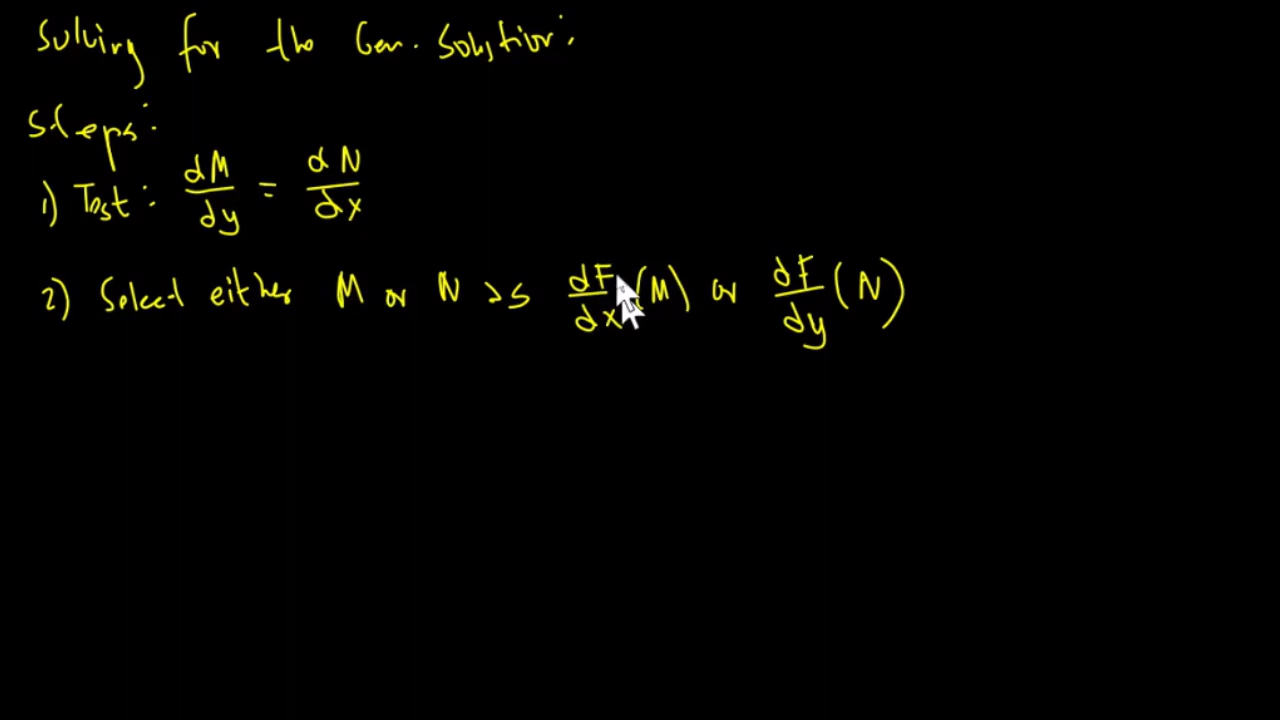 Solving for the Gen. Solution:
Steps:
1) Test: dM/dy = dN/dx
2) Select either M or N as dF/dx (M) or dF/dy (N)